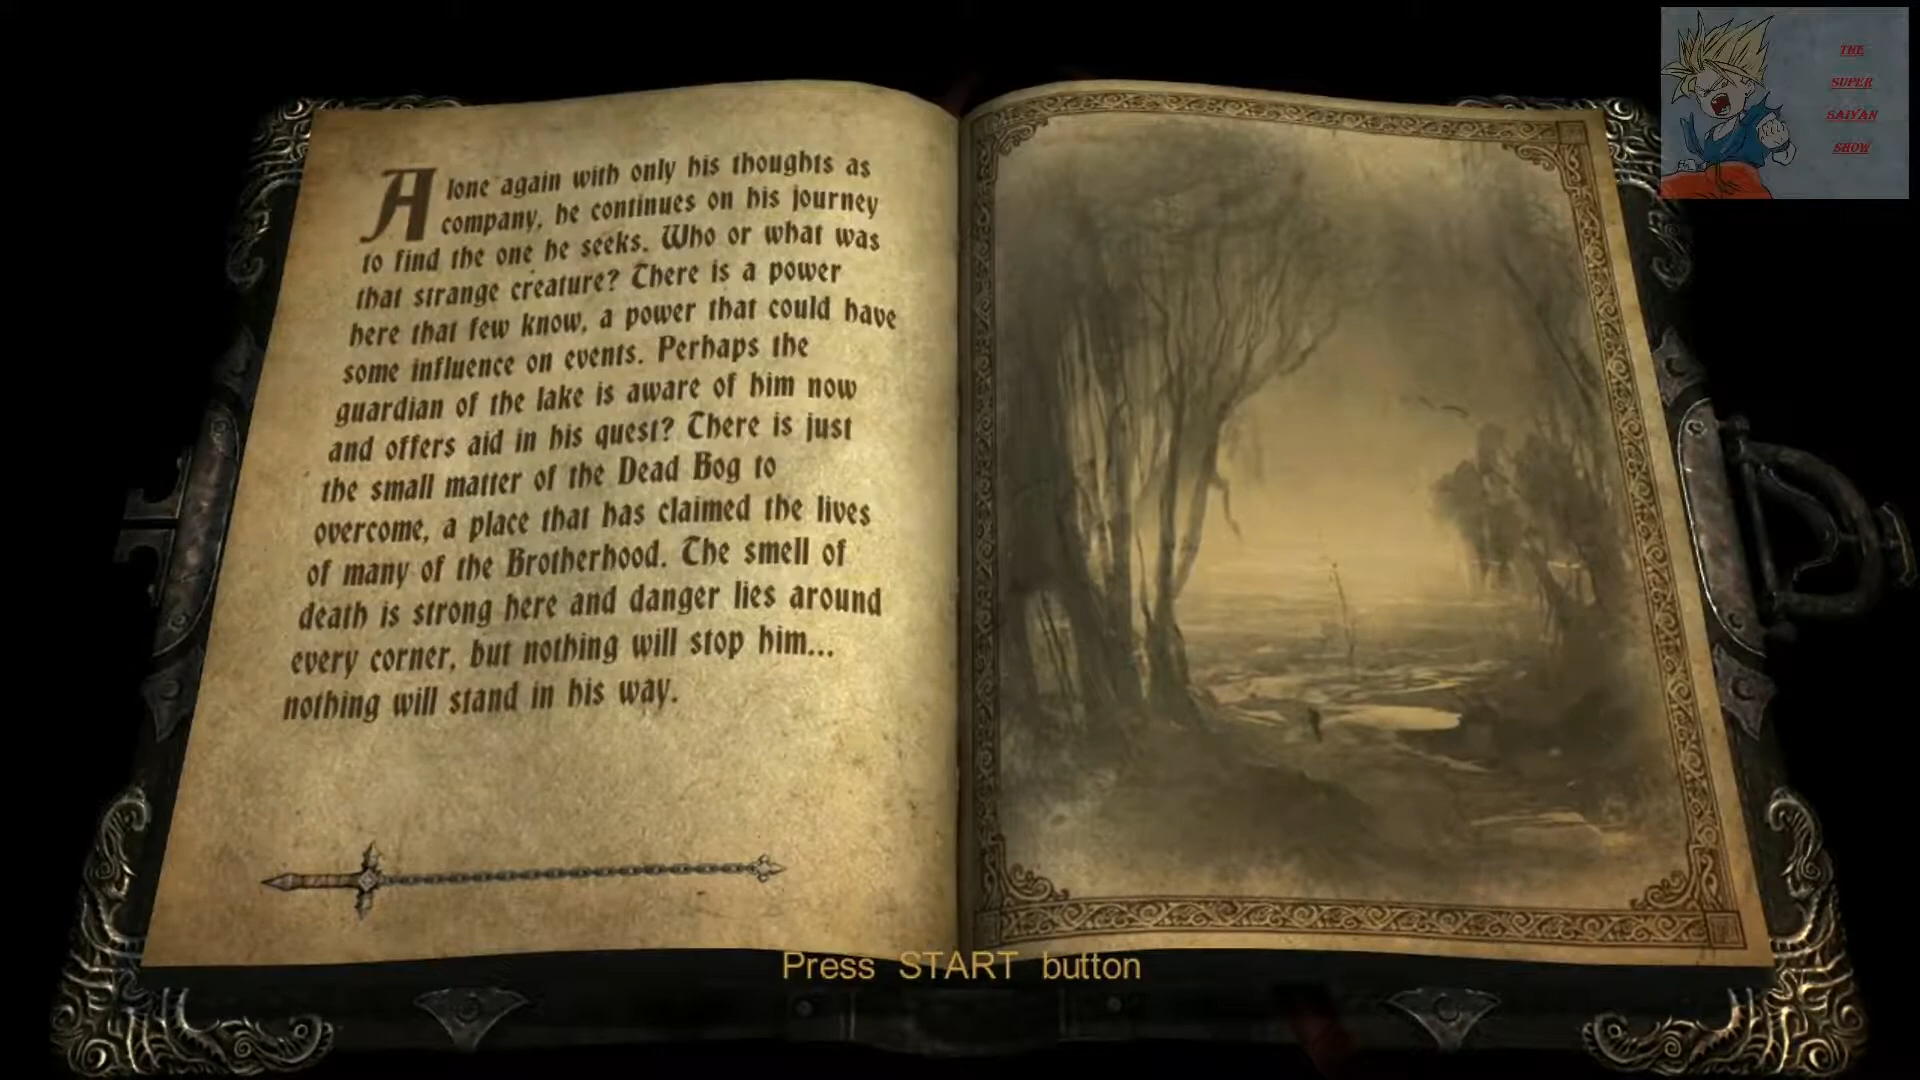 Alone again with only his thoughts as
company, he continues on his journey
to find the one he seeks. Who or what was
that strange creature? There is a power
here that few know, a power that could have
some influence on events. Perhaps the
guardian of the lake is aware of him now
and offers aid in his quest? There is just
the small matter of the Dead Bog to
overcome, a place that has claimed the lives
of many of the Brotherhood. The smell of
death is strong here and danger lies around
every corner, but nothing will stop him...
nothing will stand in his way.
Press START button
THE
SUPER
SAIYAN
SHOW